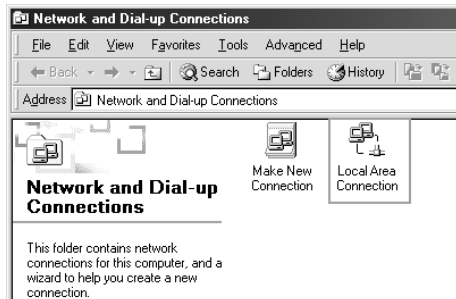 Network and Dial-up Connections
File Edit View Favorites Tools Advanced Help
Back Search Folders History
Address Network and Dial-up Connections
Make New Connection
Local Area Connection
Network and Dial-up
Connections
This folder contains network
connections for this computer, and a
wizard to help you create a new
connection.